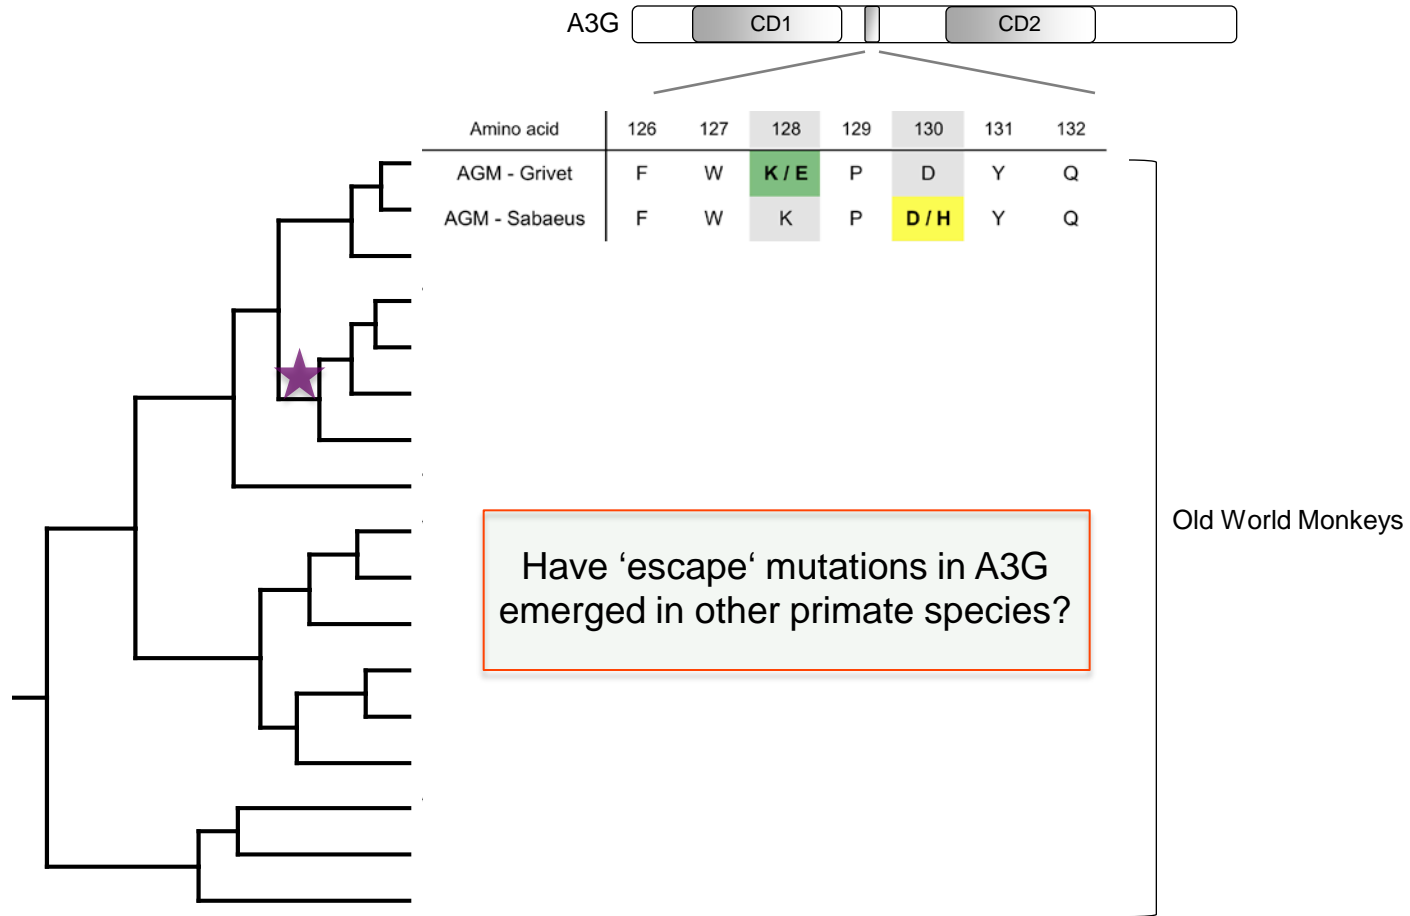 A3G CD1 CD2
Amino acid 126 127 128 129 130 131 132
AGM - Grivet F W K / E P D Y Q
AGM - Sabaeus F W K P D / H Y Q
Have ‘escape‘ mutations in A3G
emerged in other primate species?
Old World Monkeys